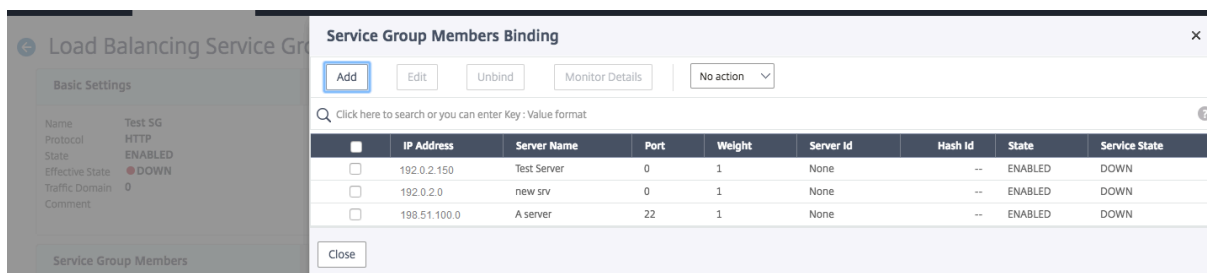 Load Balancing Service Gro
Basic Settings
Name Test SG
Protocol HTTP
State ENABLED
Effective State DOWN
Traffic Domain 0
Comment
Service Group Members
Service Group Members Binding ×
Add Edit Unbind Monitor Details No action
Click here to search or you can enter Key : Value format ?
IP Address Server Name Port Weight Server Id Hash Id State Service State
192.0.2.150 Test Server 0 1 None -- ENABLED DOWN
192.0.2.0 new srv 0 1 None -- ENABLED DOWN
198.51.100.0 A server 22 1 None -- ENABLED DOWN
Close